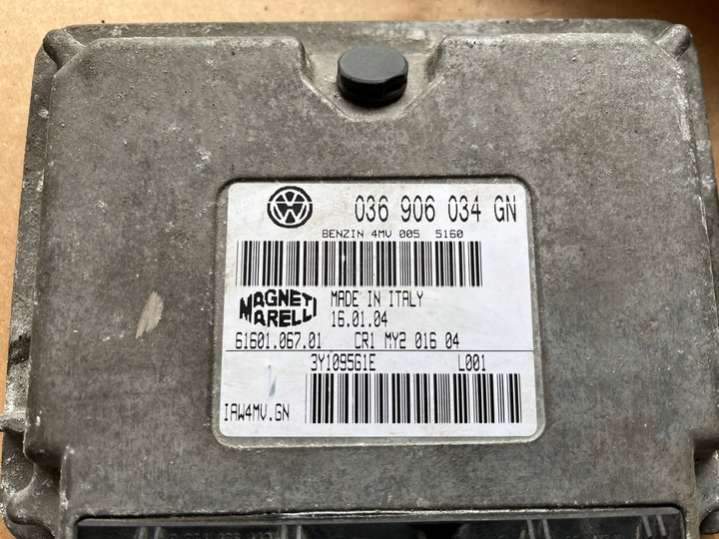 036 906 034 GN
BENZIN 4MV 005 5160
MAGNETI MARELLI
MADE IN ITALY
16.01.04
61601.067.01 CR1 MY2 016 04
3Y1095G1E L001
IAW4MV.GN